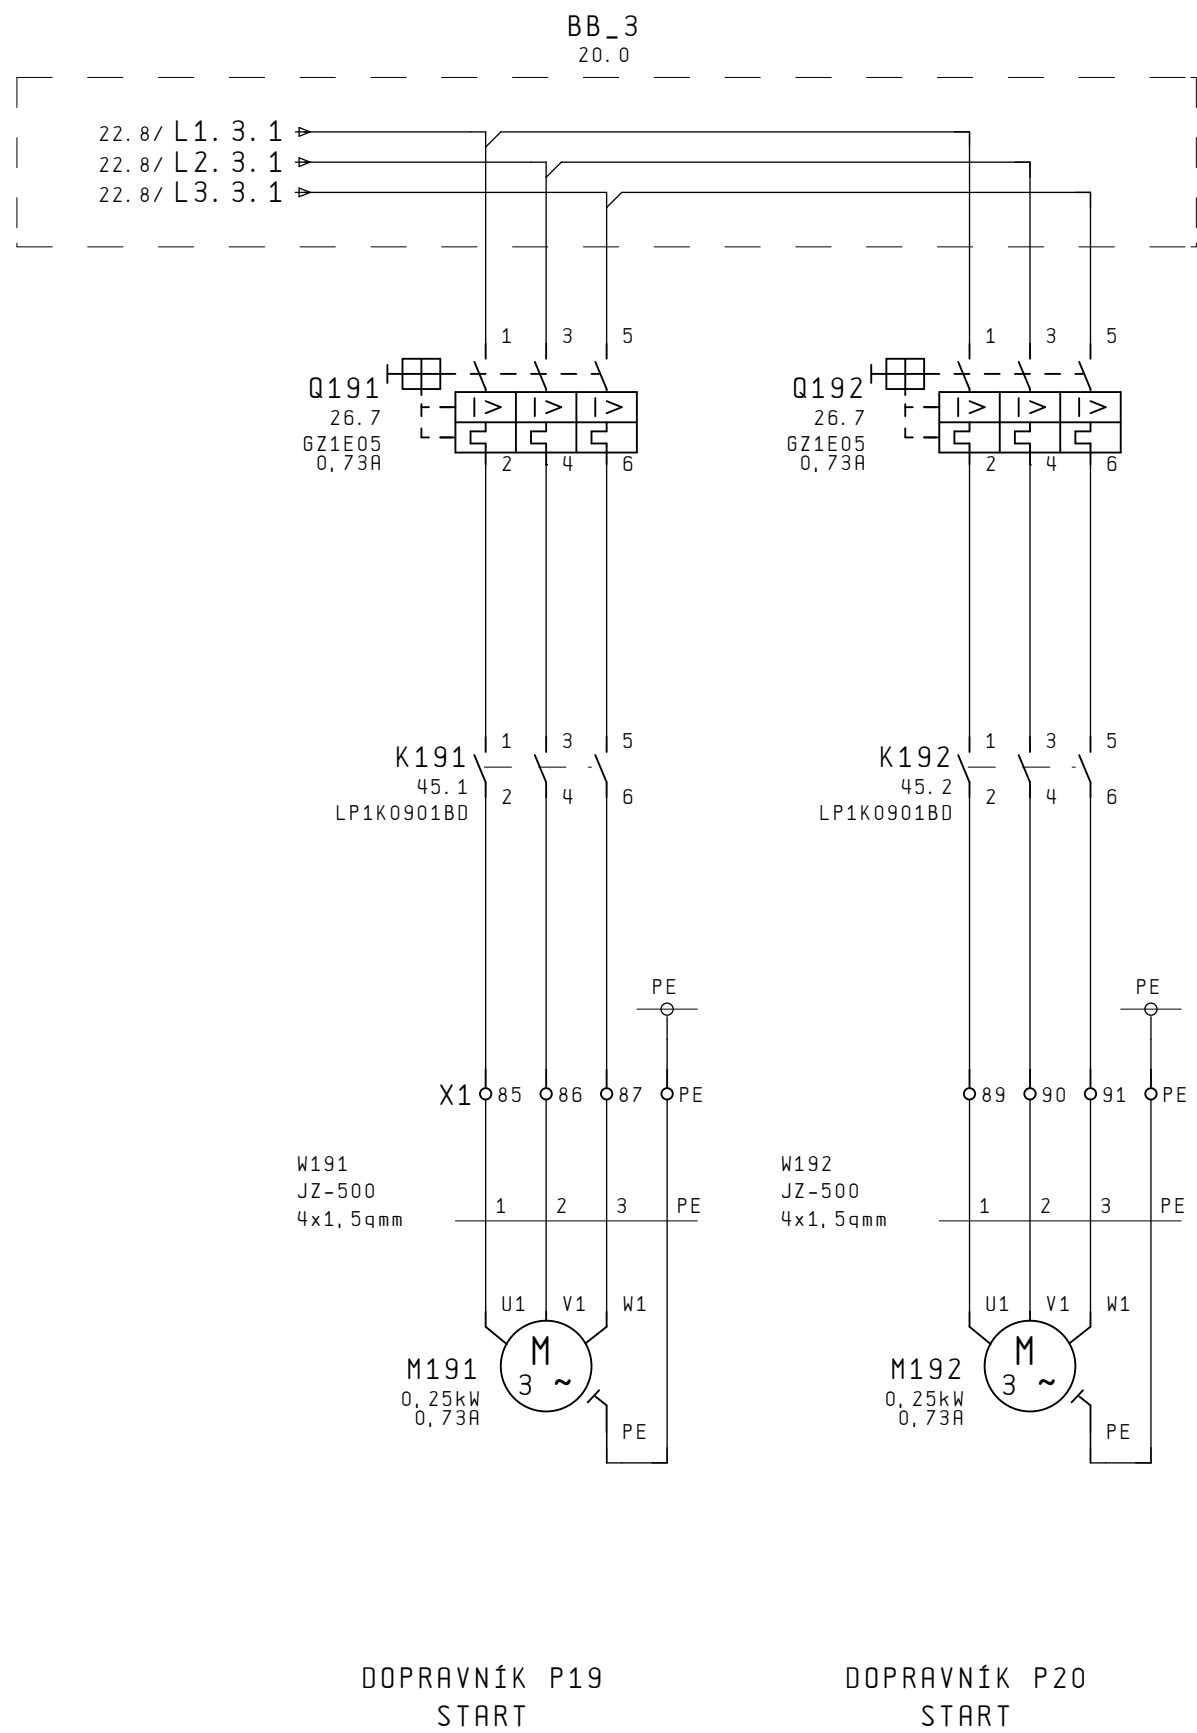 BB_3
20.0
22.8/ L1.3.1
22.8/ L2.3.1
22.8/ L3.3.1
1 3 5
Q191
26.7
GZ1E05
0,73A
I> I> I>
2 4 6
1 3 5
Q192
26.7
GZ1E05
0,73A
I> I> I>
2 4 6
1 3 5
K191
45.1
LP1K0901BD
2 4 6
1 3 5
K192
45.2
LP1K0901BD
2 4 6
PE
PE
X1 85 86 87 PE
89 90 91 PE
W191
JZ-500
4x1,5qmm
1 2 3 PE
W192
JZ-500
4x1,5qmm
1 2 3 PE
U1 V1 W1
M
3 ~
M191
0,25kW
0,73A
PE
U1 V1 W1
M
3 ~
M192
0,25kW
0,73A
PE
DOPRAVNÍK P19
START
DOPRAVNÍK P20
START